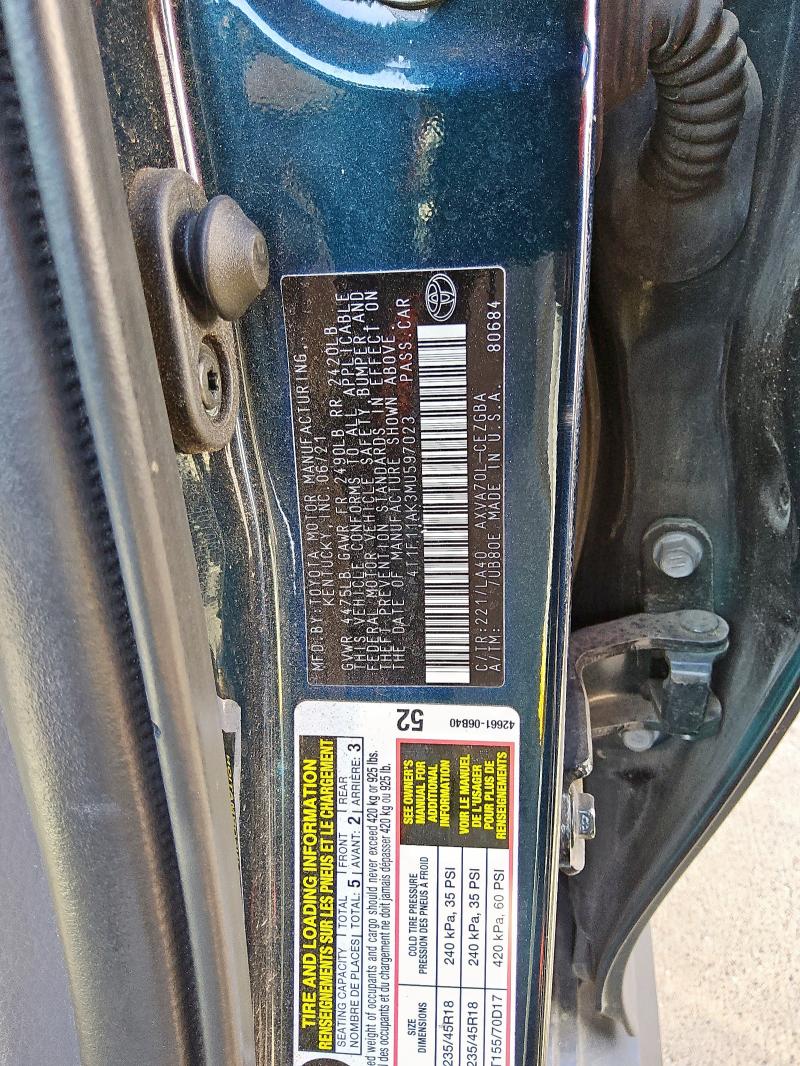 MFD.BY:TOYOTA MOTOR MANUFACTURING,
KENTUCKY,INC. 06/21
GVWR 4475LB GAWR FR 2490LB RR 2420LB
THIS VEHICLE CONFORMS TO ALL APPLICABLE
FEDERAL MOTOR VEHICLE SAFETY, BUMPER, AND
THEFT PREVENTION STANDARDS IN EFFECT ON
THE DATE OF MANUFACTURE SHOWN ABOVE.
4T1F11AK3MU597023 PASS.CAR
C/TR:221/LA40 AXVA70L-CEZGBA
A/TM: /UB80E MADE IN U.S.A. 80684
TIRE AND LOADING INFORMATION
RENSEIGNEMENTS SUR LES PNEUS ET LE CHARGEMENT
SEATING CAPACITY TOTAL FRONT REAR
NOMBRE DE PLACES TOTAL: 5 AVANT: 2 ARRIÈRE: 3
weight of occupants and cargo should never exceed 420 kg or 925 lbs.
des occupants et du chargement ne doit jamais dépasser 420 kg ou 925 lb.
SIZE
DIMENSIONS
COLD TIRE PRESSURE
PRESSION DES PNEUS À FROID
235/45R18 240 kPa, 35 PSI
235/45R18 240 kPa, 35 PSI
T155/70D17 420 kPa, 60 PSI
SEE OWNER'S
MANUAL FOR
ADDITIONAL
INFORMATION
VOIR LE MANUEL
DE L'USAGER
POUR PLUS DE
RENSEIGNEMENTS
52
42661-06B40